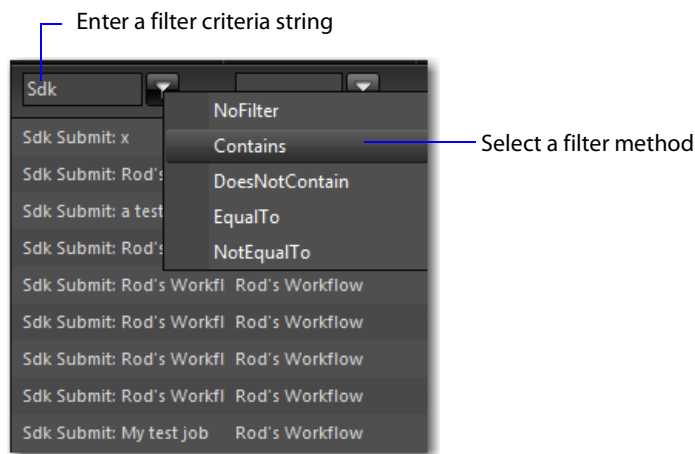 Enter a filter criteria string
Sdk
NoFilter
Sdk Submit: x
Contains
Select a filter method
Sdk Submit: Rod's
DoesNotContain
Sdk Submit: a test
EqualTo
Sdk Submit: Rod's
NotEqualTo
Sdk Submit: Rod's Workfl Rod's Workflow
Sdk Submit: Rod's Workfl Rod's Workflow
Sdk Submit: Rod's Workfl Rod's Workflow
Sdk Submit: Rod's Workfl Rod's Workflow
Sdk Submit: My test job Rod's Workflow